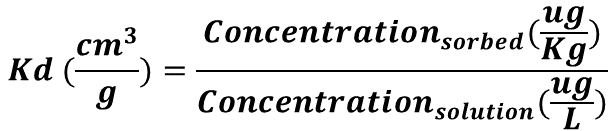 Kd (cm³/g) = Concentration_sorbed(ug/Kg) / Concentration_solution(ug/L)